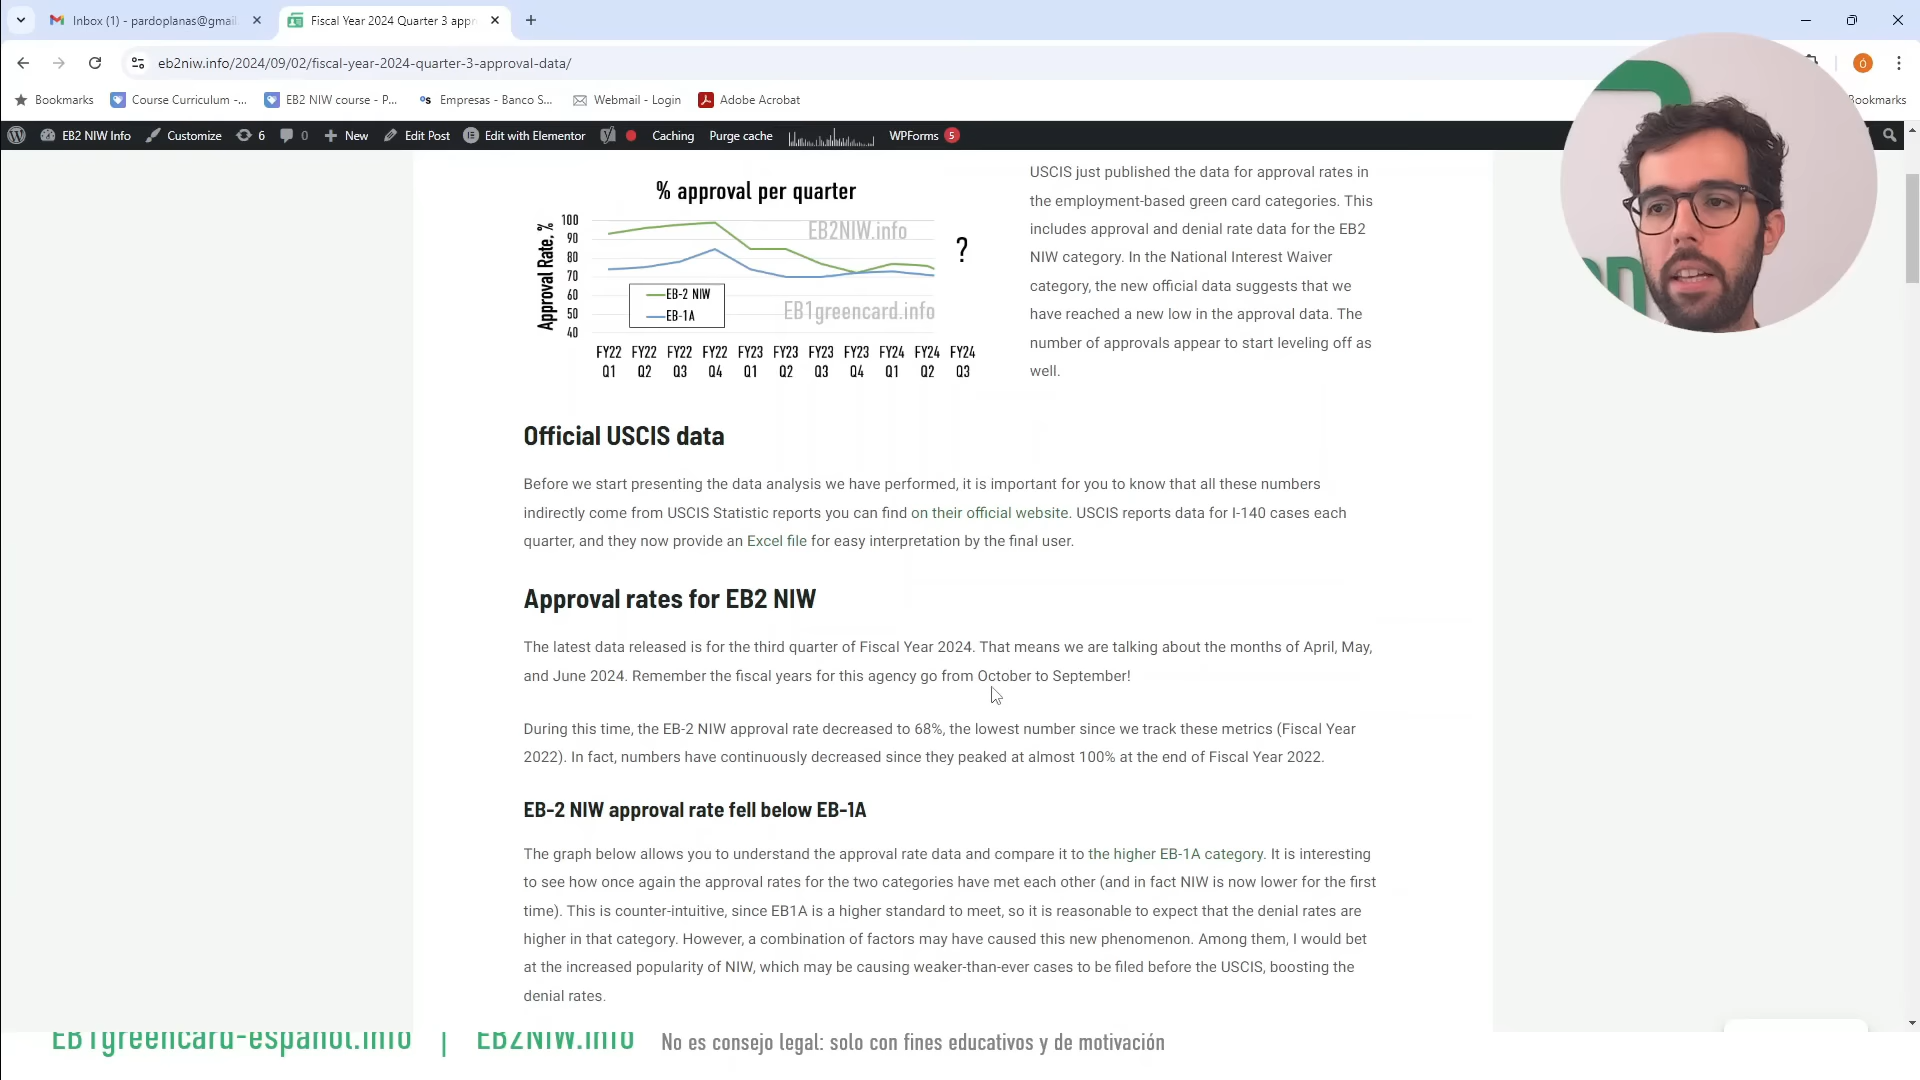 Inbox (1) - pardoplanas@gmai
Fiscal Year 2024 Quarter 3 appr
eb2niw.info/2024/09/02/fiscal-year-2024-quarter-3-approval-data/
Bookmarks
Course Curriculum -...
EB2 NIW course - P...
Empresas - Banco S...
Webmail - Login
Adobe Acrobat
Bookmarks
EB2 NIW Info
Customize
6
0
New
Edit Post
Edit with Elementor
Caching
Purge cache
WPForms 5
% approval per quarter
Approval Rate, %
100
90
80
70
60
50
40
EB2NIW.info
EB-2 NIW
EB-1A
EB1greencard.info
?
FY22 FY22 FY22 FY22 FY23 FY23 FY23 FY23 FY24 FY24 FY24
Q1 Q2 Q3 Q4 Q1 Q2 Q3 Q4 Q1 Q2 Q3
USCIS just published the data for approval rates in
the employment-based green card categories. This
includes approval and denial rate data for the EB2
NIW category. In the National Interest Waiver
category, the new official data suggests that we
have reached a new low in the approval data. The
number of approvals appear to start leveling off as
well.
Official USCIS data
Before we start presenting the data analysis we have performed, it is important for you to know that all these numbers
indirectly come from USCIS Statistic reports you can find on their official website. USCIS reports data for I-140 cases each
quarter, and they now provide an Excel file for easy interpretation by the final user.
Approval rates for EB2 NIW
The latest data released is for the third quarter of Fiscal Year 2024. That means we are talking about the months of April, May,
and June 2024. Remember the fiscal years for this agency go from October to September!
During this time, the EB-2 NIW approval rate decreased to 68%, the lowest number since we track these metrics (Fiscal Year
2022). In fact, numbers have continuously decreased since they peaked at almost 100% at the end of Fiscal Year 2022.
EB-2 NIW approval rate fell below EB-1A
The graph below allows you to understand the approval rate data and compare it to the higher EB-1A category. It is interesting
to see how once again the approval rates for the two categories have met each other (and in fact NIW is now lower for the first
time). This is counter-intuitive, since EB1A is a higher standard to meet, so it is reasonable to expect that the denial rates are
higher in that category. However, a combination of factors may have caused this new phenomenon. Among them, I would bet
at the increased popularity of NIW, which may be causing weaker-than-ever cases to be filed before the USCIS, boosting the
denial rates.
EB1greencard-espanol.info | EB2NIW.info No es consejo legal: solo con fines educativos y de motivación